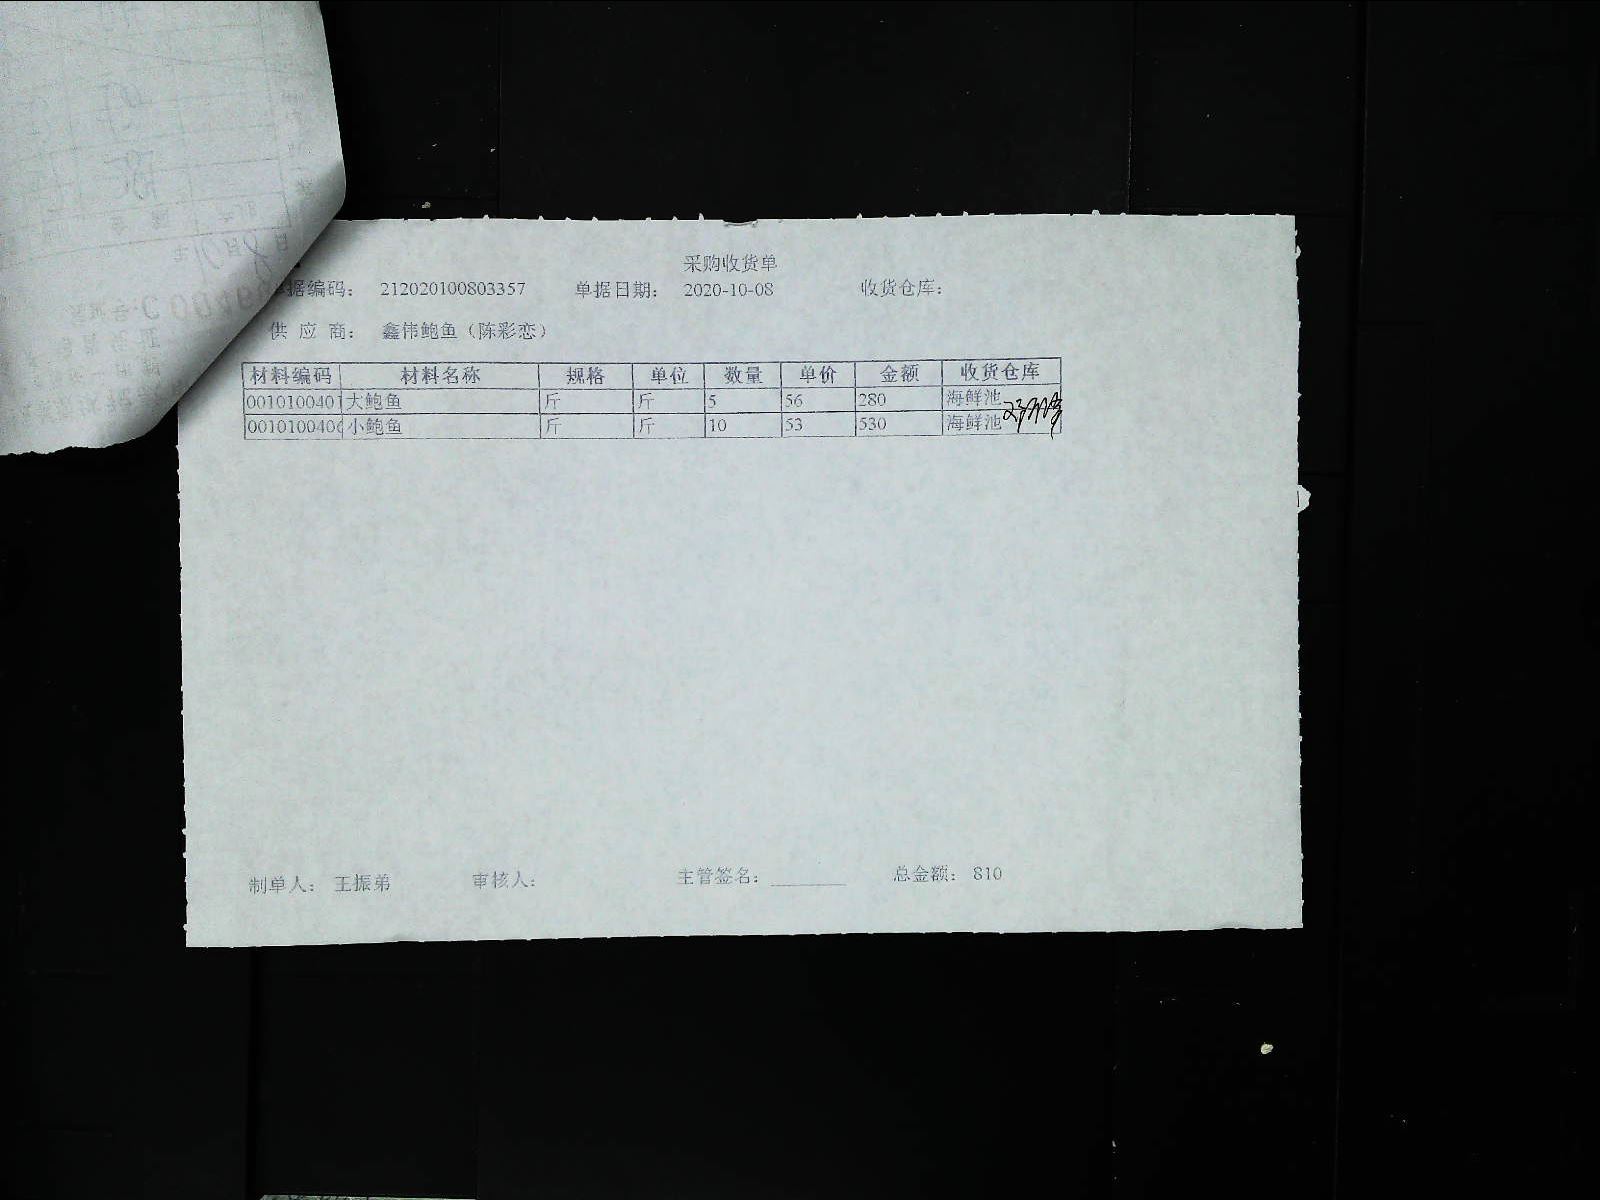 采购收货单
据编码: 212020100803357 单据日期: 2020-10-08 收货仓库:
供 应 商: 鑫伟鲍鱼（陈彩恋）
材料编码 材料名称 规格 单位 数量 单价 金额 收货仓库
0010100401 大鲍鱼 斤 斤 5 56 280 海鲜池
001010040 小鲍鱼 斤 斤 10 53 530 海鲜池
制单人: 王振弟 审核人: 主管签名: 总金额: 810